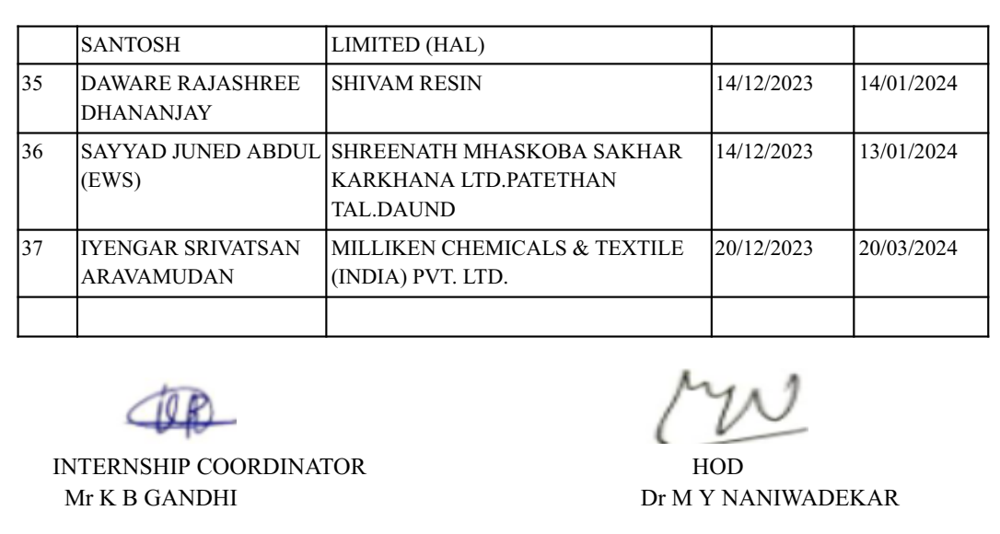 SANTOSH LIMITED (HAL)
35 DAWARE RAJASHREE SHIVAM RESIN 14/12/2023 14/01/2024
DHANANJAY
36 SAYYAD JUNED ABDUL SHREENATH MHASKOBA SAKHAR 14/12/2023 13/01/2024
(EWS) KARKHANA LTD.PATETHAN
TAL.DAUND
37 IYENGAR SRIVATSAN MILLIKEN CHEMICALS & TEXTILE 20/12/2023 20/03/2024
ARAVAMUDAN (INDIA) PVT. LTD.
INTERNSHIP COORDINATOR HOD
Mr K B GANDHI Dr M Y NANIWADEKAR